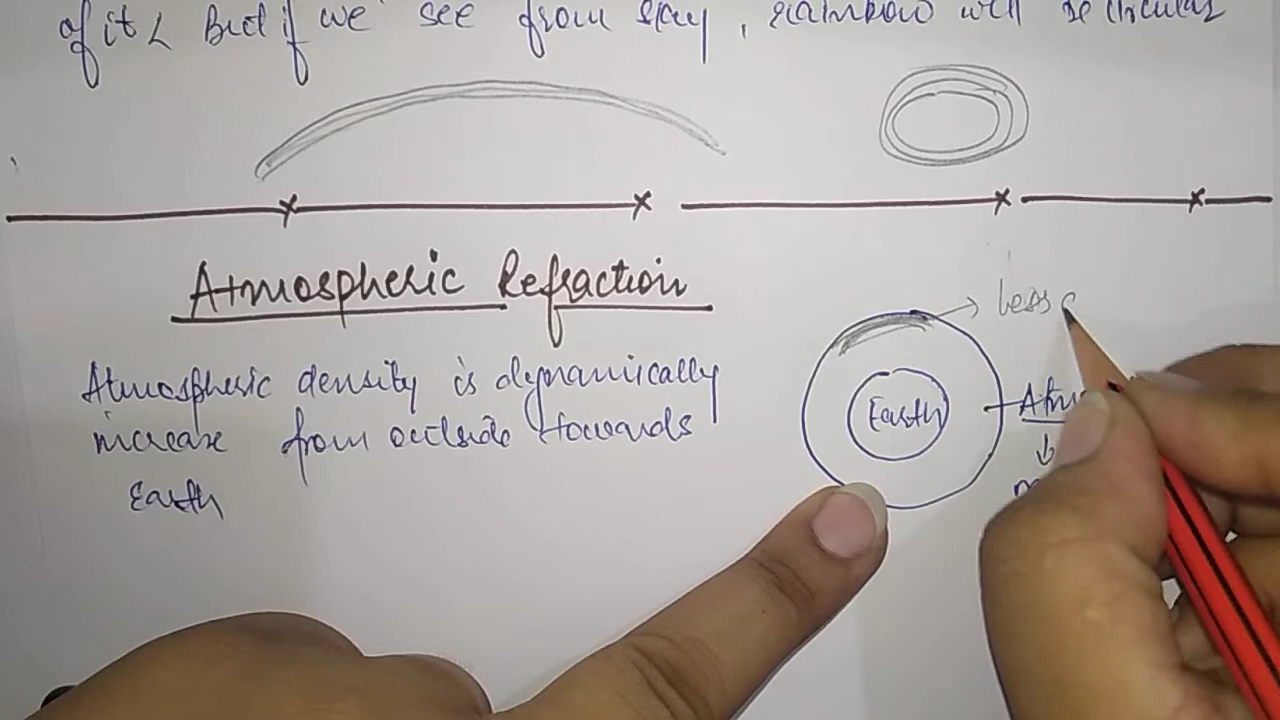 of it < But if we see from sky, rainbow will be circular
Atmospheric Refraction
Less
Atmospheric density is dynamically
increase from outside towards
Earth
Earth